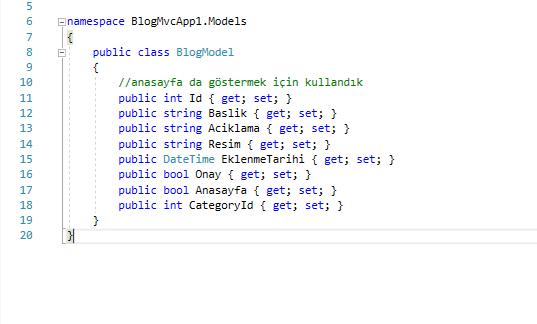 5
6 namespace BlogMvcApp1.Models
7 {
8 public class BlogModel
9 {
10 //anasayfa da göstermek için kullandık
11 public int Id { get; set; }
12 public string Baslik { get; set; }
13 public string Aciklama { get; set; }
14 public string Resim { get; set; }
15 public DateTime EklenmeTarihi { get; set; }
16 public bool Onay { get; set; }
17 public bool Anasayfa { get; set; }
18 public int CategoryId { get; set; }
19 }
20 }